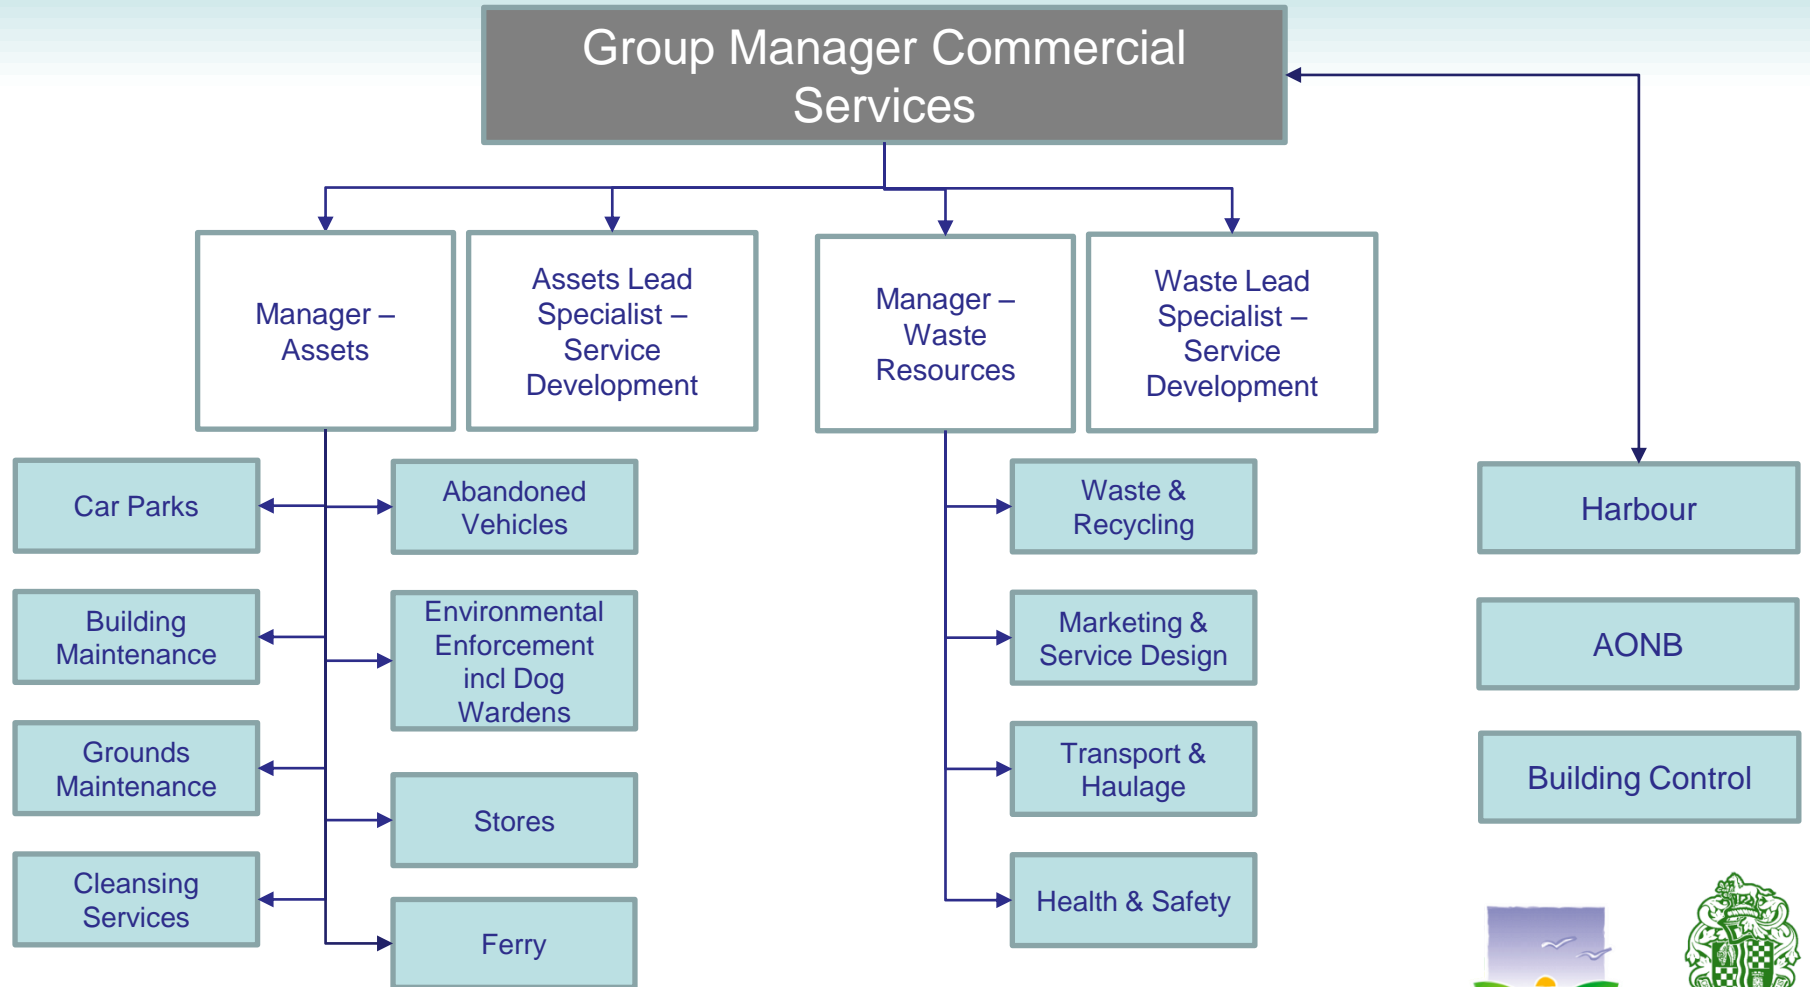 Group Manager Commercial
Services
Manager –
Assets
Assets Lead
Specialist –
Service
Development
Manager –
Waste
Resources
Waste Lead
Specialist –
Service
Development
Car Parks
Building
Maintenance
Grounds
Maintenance
Cleansing
Services
Abandoned
Vehicles
Environmental
Enforcement
incl Dog
Wardens
Stores
Ferry
Waste &
Recycling
Marketing &
Service Design
Transport &
Haulage
Health & Safety
Harbour
AONB
Building Control